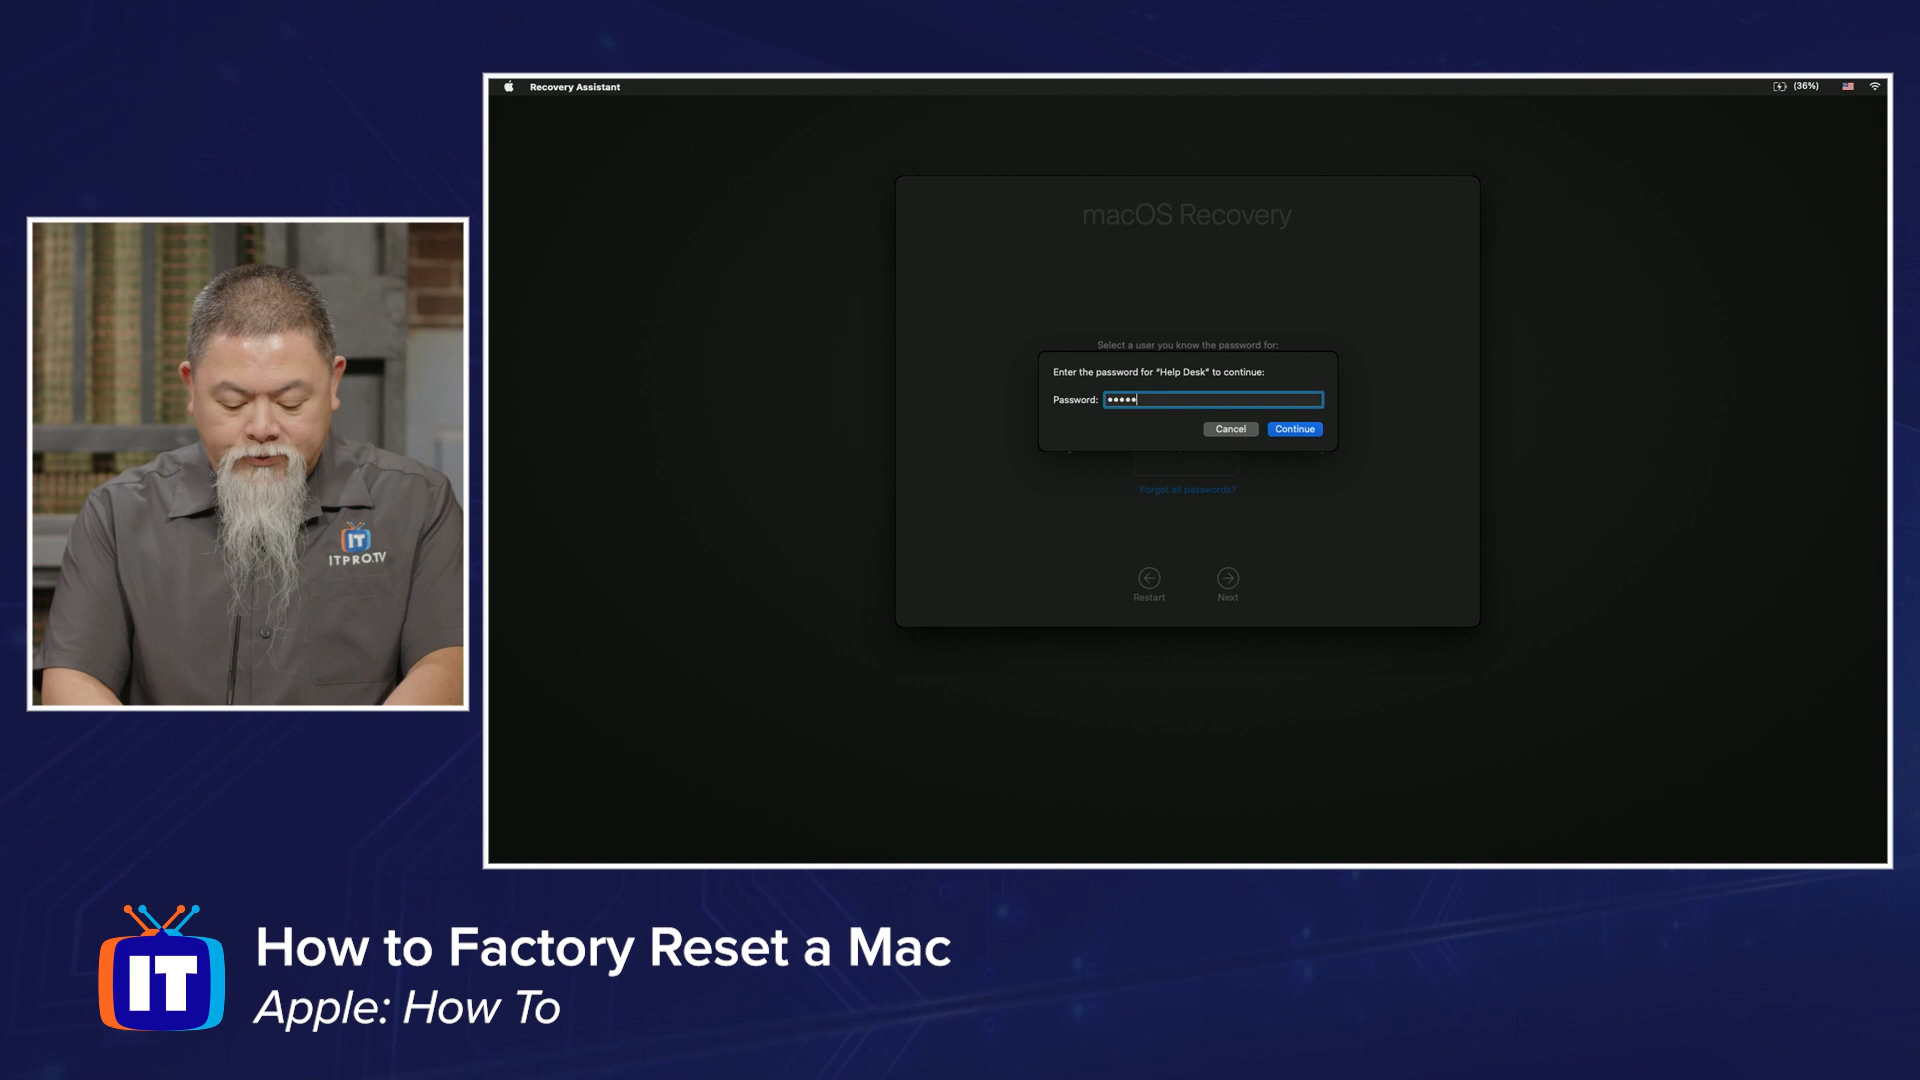 Recovery Assistant
(36%)
macOS Recovery
Select a user you know the password for:
Enter the password for “Help Desk” to continue:
Password: •••••
Cancel
Continue
Forgot all passwords?
Restart
Next
IT
ITPRO.TV
IT
How to Factory Reset a Mac
Apple: How To